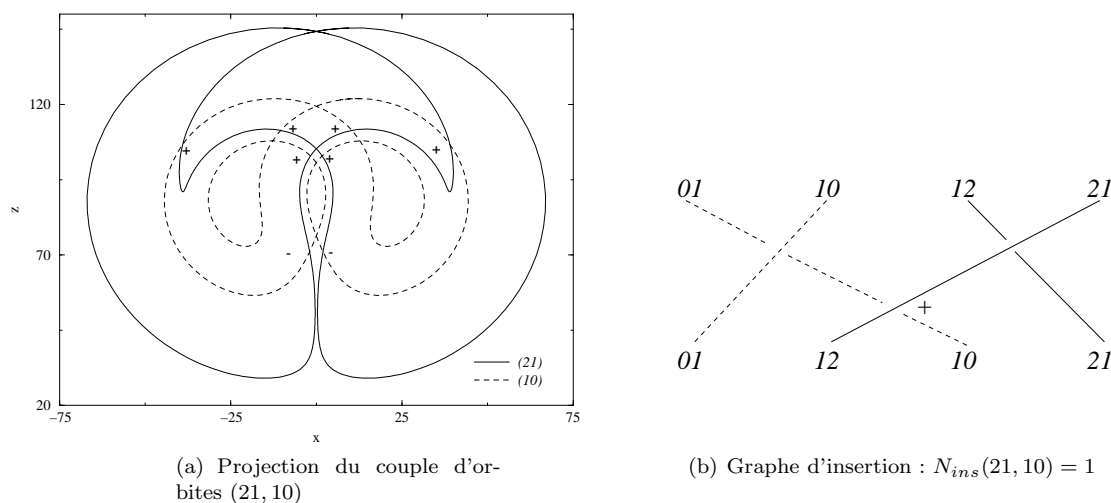 120
70
20
z
−75
−25
25
75
x
+ +
+ +
+ +
- -
(21)
(10)
(a) Projection du couple d'or-
bites (21, 10)
01 10 12 21
+
01 12 10 21
(b) Graphe d'insertion : N_ins(21, 10) = 1